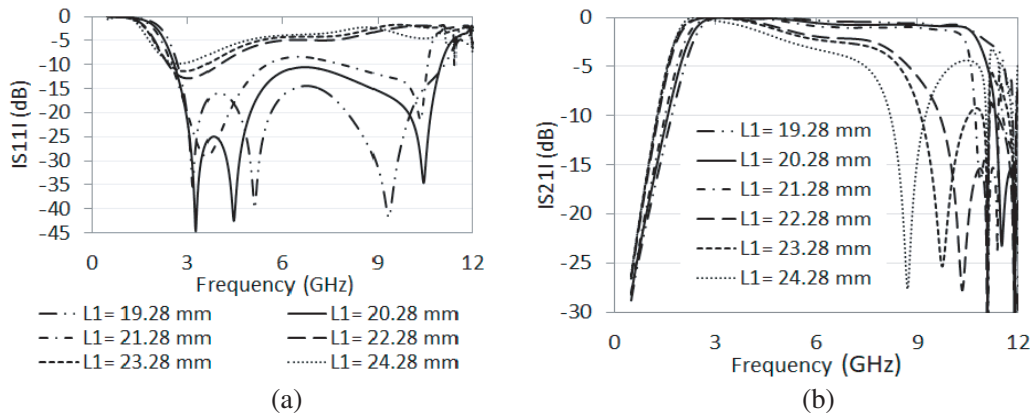 0
-5
-10
-15
-20
-25
-30
-35
-40
-45
IS11I (dB)
0 3 6 9 12
Frequency (GHz)
L1= 19.28 mm L1= 20.28 mm
L1= 21.28 mm L1= 22.28 mm
L1= 23.28 mm L1= 24.28 mm
(a)
0
-5
-10
-15
-20
-25
-30
IS21I (dB)
L1= 19.28 mm
L1= 20.28 mm
L1= 21.28 mm
L1= 22.28 mm
L1= 23.28 mm
L1= 24.28 mm
0 3 6 9 12
Frequency (GHz)
(b)